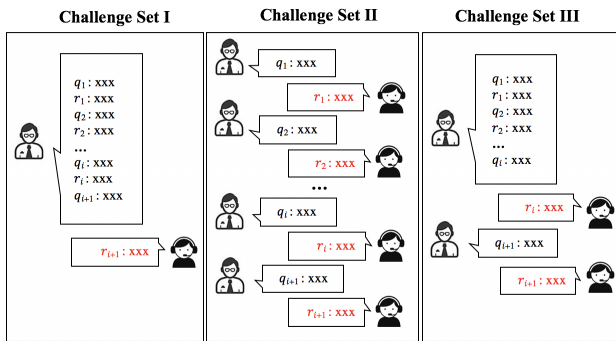 Challenge Set I
q₁: xxx
r₁: xxx
q₂: xxx
r₂: xxx
...
qᵢ: xxx
rᵢ: xxx
qᵢ₊₁: xxx
rᵢ₊₁: xxx
Challenge Set II
q₁: xxx
r₁: xxx
q₂: xxx
r₂: xxx
...
qᵢ: xxx
rᵢ: xxx
qᵢ₊₁: xxx
rᵢ₊₁: xxx
Challenge Set III
q₁: xxx
r₁: xxx
q₂: xxx
r₂: xxx
...
qᵢ: xxx
rᵢ: xxx
qᵢ₊₁: xxx
rᵢ₊₁: xxx